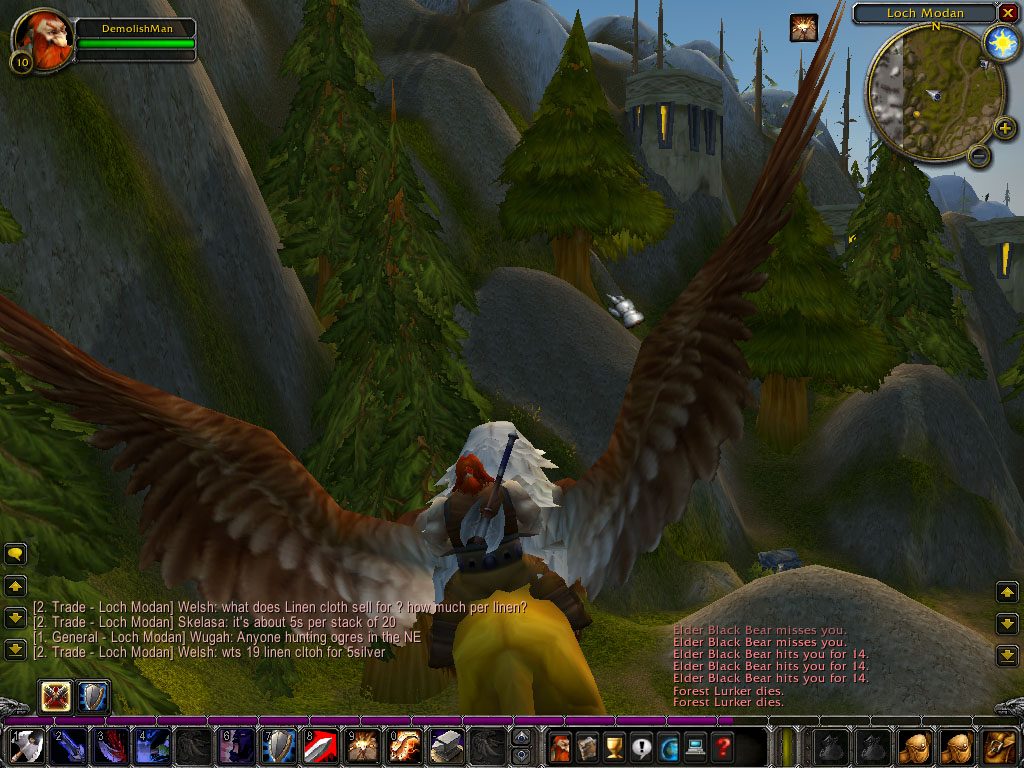 DemolishMan
10
Loch Modan
N
[2. Trade - Loch Modan] Welsh: what does Linen cloth sell for ? how much per linen?
[2. Trade - Loch Modan] Skelasa: it's about 5s per stack of 20
[1. General - Loch Modan] Wugah: Anyone hunting ogres in the NE
[2. Trade - Loch Modan] Welsh: wts 19 linen cltoh for 5silver
Elder Black Bear misses you.
Elder Black Bear misses you.
Elder Black Bear hits you for 14.
Elder Black Bear hits you for 14.
Elder Black Bear hits you for 14.
Forest Lurker dies.
Forest Lurker dies.
1 2 3 4 6 7 8 9 0